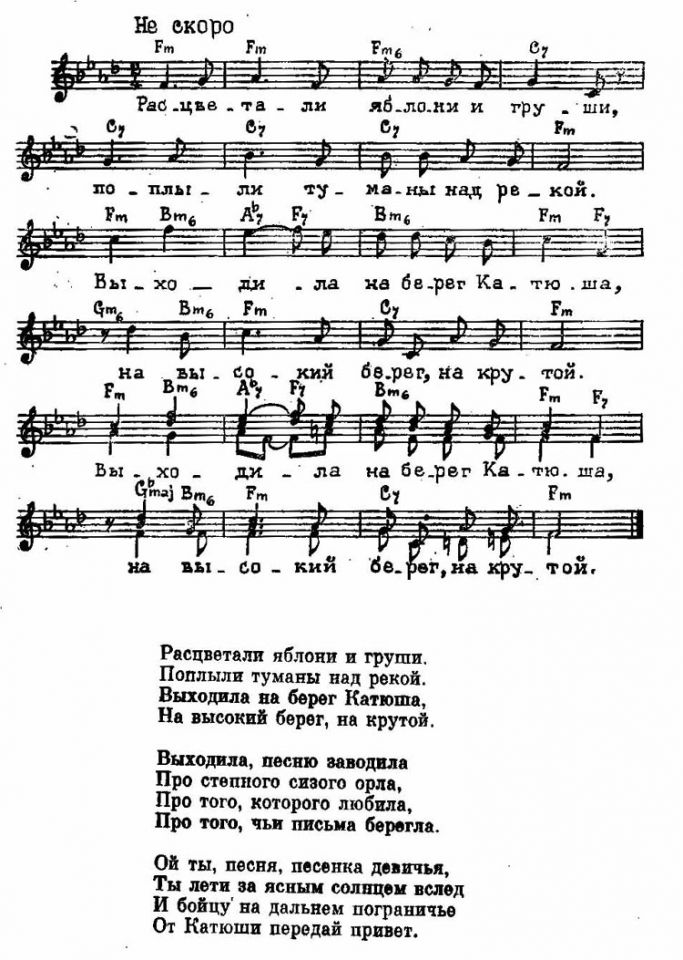 Не скоро
Fm Fm Fm6 C7
Рас-цве-та-ли яб-ло-ни и гру-ши,
C7 C7 C7 Fm
по-плы-ли ту-ма-ны над ре-кой.
Fm Bm6 Ab7 F7 Bm6 Fm F7
Вы-хо-ди-ла на бе-рег Ка-тю-ша,
Gm6 Bm6 Fm C7 Fm
на вы-со-кий бе-рег, на кру-той.
Fm Bm6 Ab7 F7 Bm6 Fm F7
Вы-хо-ди-ла на бе-рег Ка-тю-ша,
Gbmaj Bm6 Fm C7 Fm
на вы-со-кий бе-рег, на кру-той.
Расцветали яблони и груши.
Поплыли туманы над рекой.
Выходила на берег Катюша,
На высокий берег, на крутой.
Выходила, песню заводила
Про степного сизого орла,
Про того, которого любила,
Про того, чьи письма берегла.
Ой ты, песня, песенка девичья,
Ты лети за ясным солнцем вслед
И бойцу на дальнем пограничье
От Катюши передай привет.